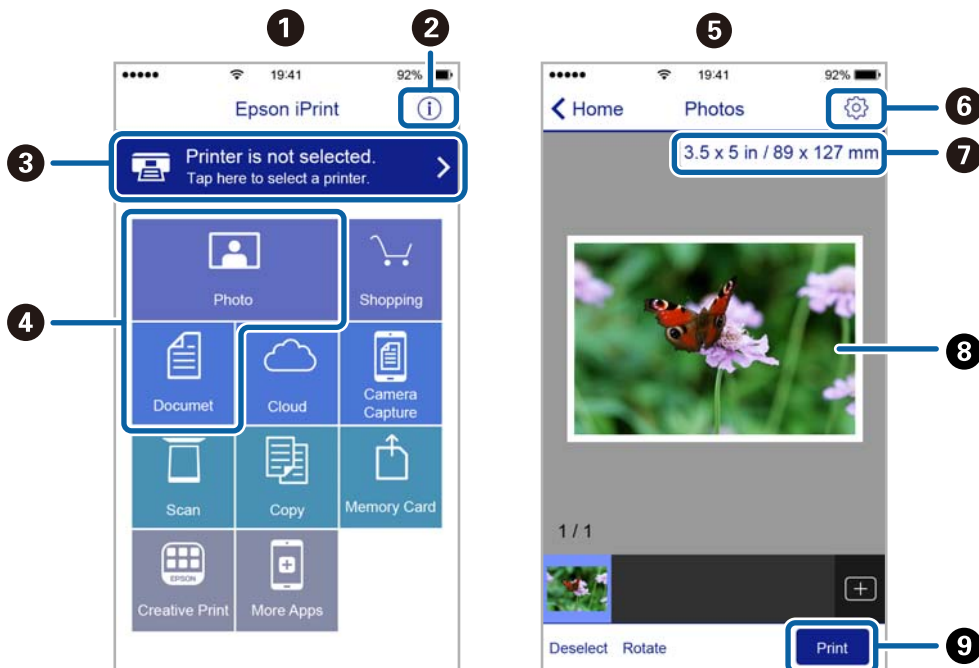 1
2
19:41
92%
Epson iPrint
3
Printer is not selected.
Tap here to select a printer.
4
Photo
Shopping
Documet
Cloud
Camera
Capture
Scan
Copy
Memory Card
EPSON
Creative Print
More Apps
5
19:41
92%
Home
Photos
6
3.5 x 5 in / 89 x 127 mm
7
8
1 / 1
Deselect
Rotate
Print
9